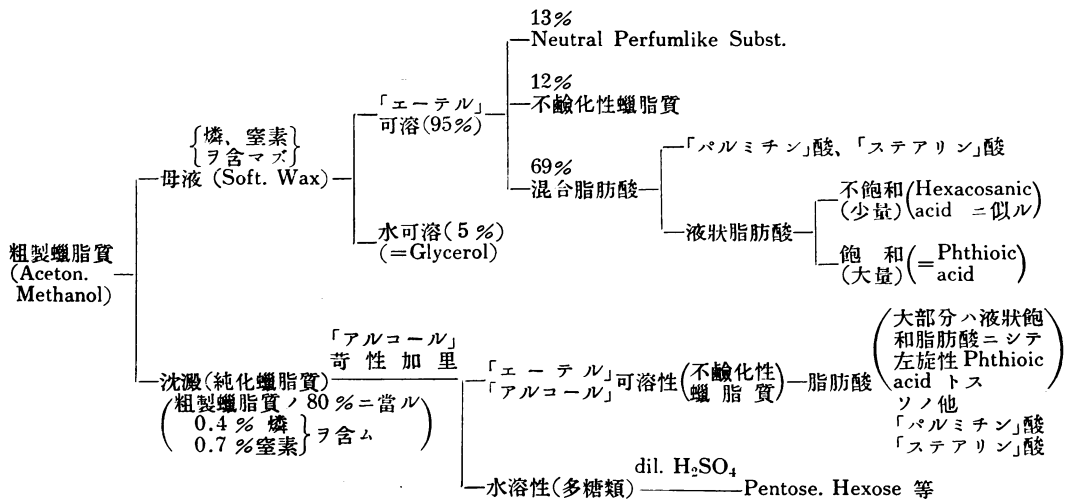 粗製蠟脂質
(Aceton.
Methanol)
{燐、窒素}
{ヲ含マズ}
母液 (Soft. Wax)
「エーテル」
可溶(95%)
13%
Neutral Perfumlike Subst.
12%
不鹼化性蠟脂質
69%
混合脂肪酸
「パルミチン」酸、「ステアリン」酸
液狀脂肪酸
不飽和(Hexacosanic
(少量) acid ニ似ル)
飽 和(=Phthioic
(大量) acid)
水可溶(5%)
(=Glycerol)
沈澱(純化蠟脂質)
(粗製蠟脂質ノ80%ニ當ル
0.4% 燐
0.7%窒素}ヲ含ム)
「アルコール」
苛性加里
「エーテル」
「アルコール」可溶性(不鹼化性
蠟脂質)
脂肪酸
(大部分ハ液狀飽
和脂肪酸ニシテ
左旋性Phthioic
acid トス
ソノ他
「パルミチン」酸
「ステアリン」酸)
水溶性(多糖類)
dil. H₂SO₄
Pentose. Hexose 等